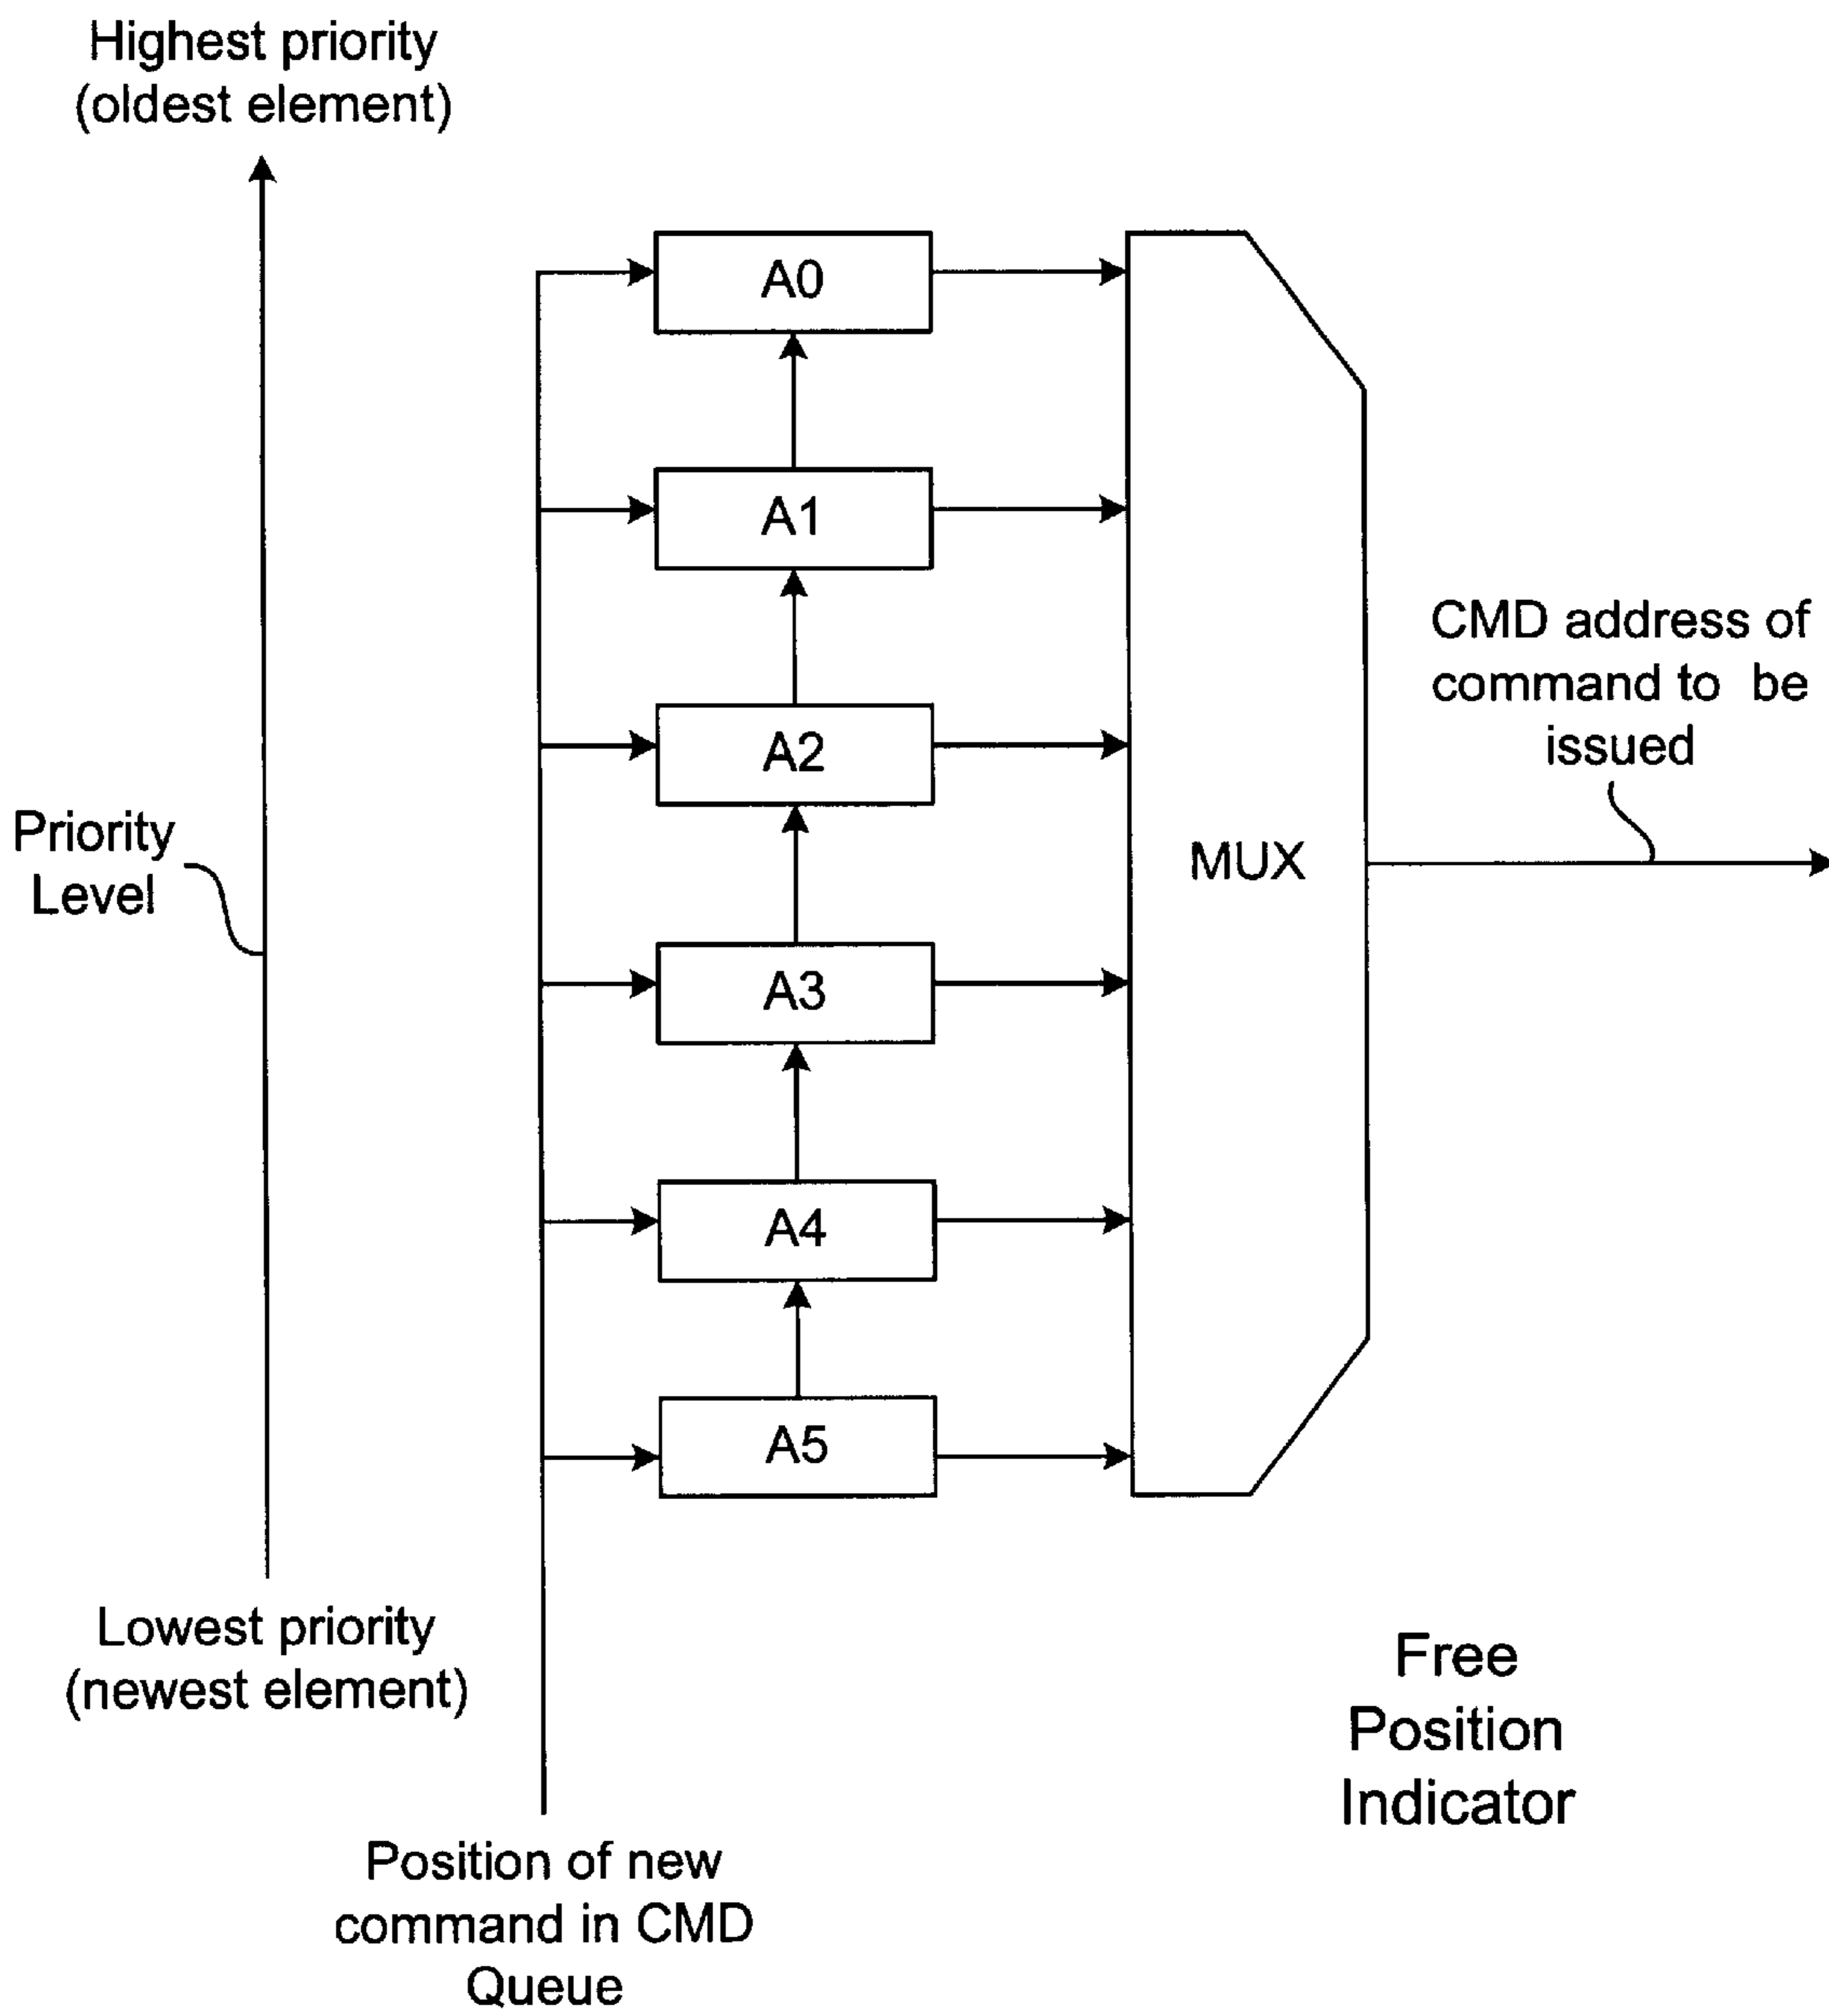 Highest priority
(oldest element)
A0
A1
CMD address of
command to be
issued
A2
Priority
Level
MUX
A3
A4
A5
Lowest priority
(newest element)
Free
Position
Indicator
Position of new
command in CMD
Queue